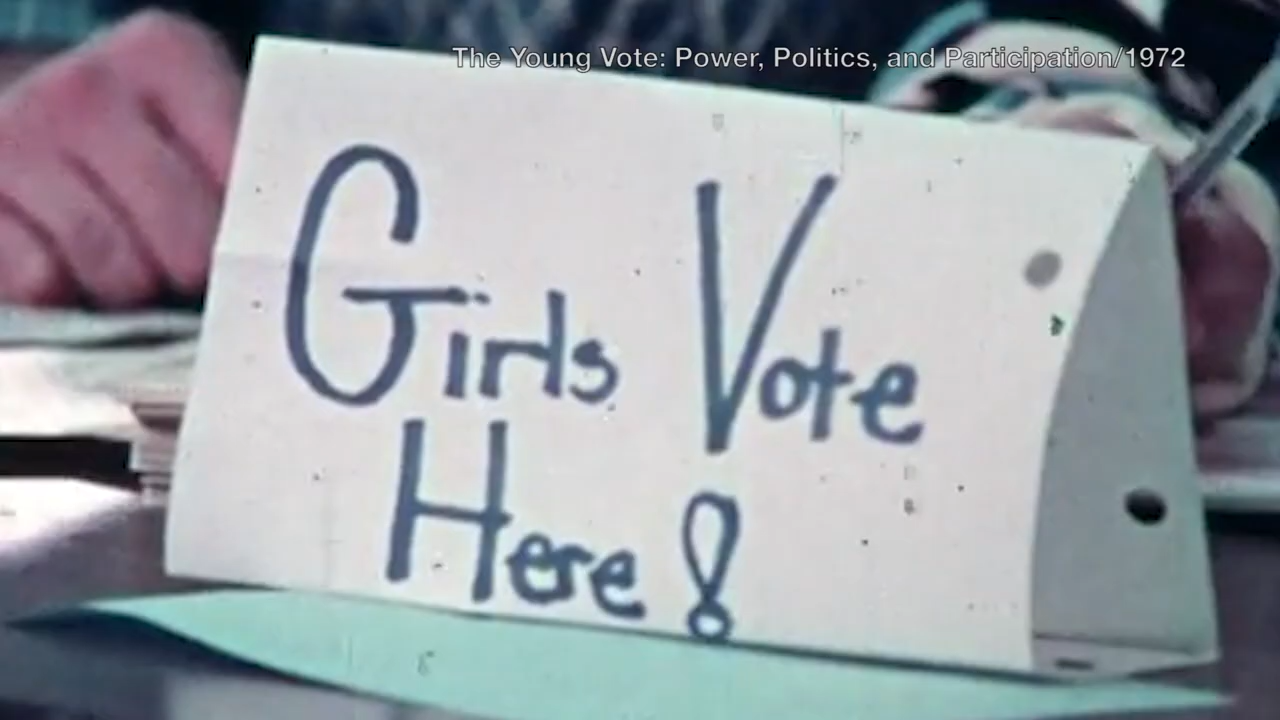 The Young Vote: Power, Politics, and Participation/1972
Girls Vote
Here!